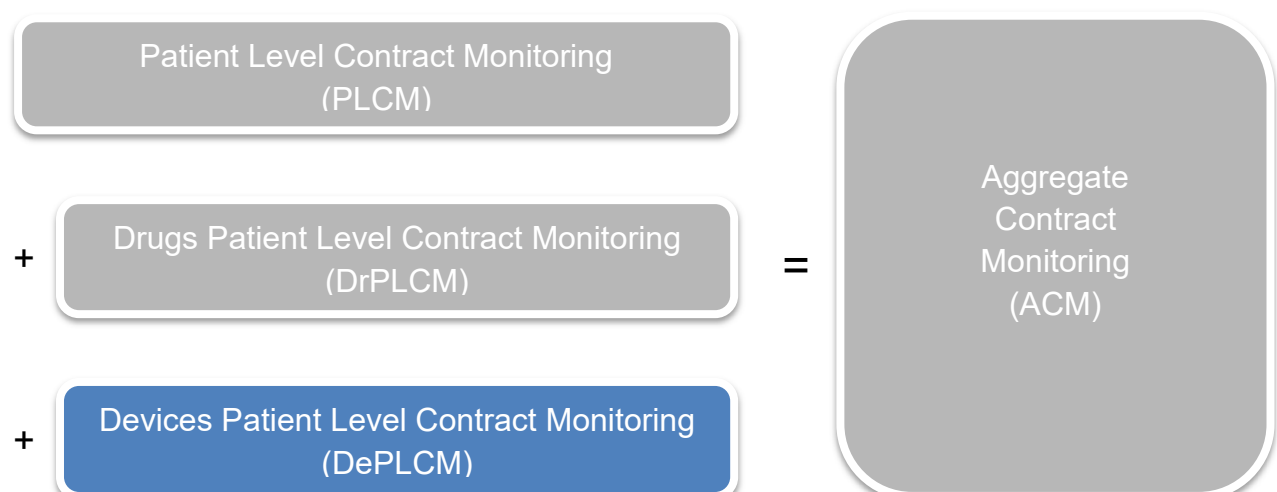 Patient Level Contract Monitoring
(PLCM)
+ Drugs Patient Level Contract Monitoring
(DrPLCM)
+ Devices Patient Level Contract Monitoring
(DePLCM)
=
Aggregate
Contract
Monitoring
(ACM)